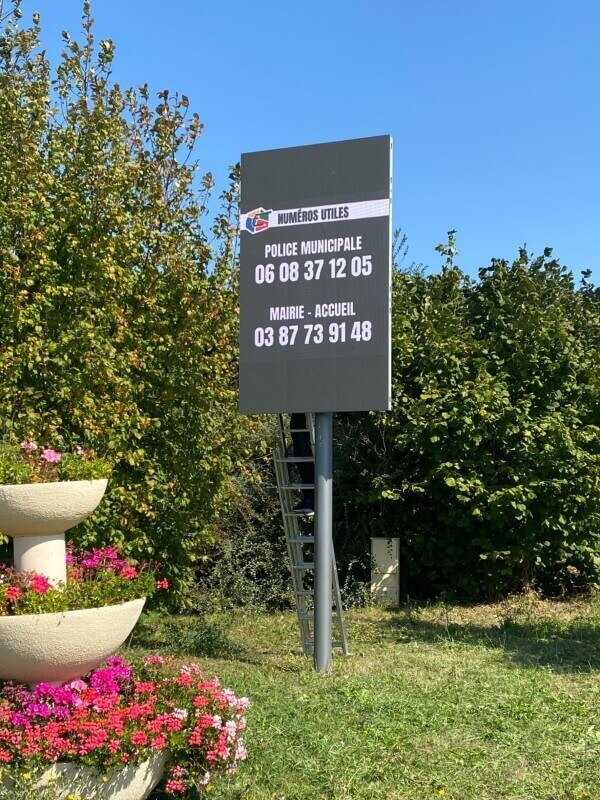 NUMÉROS UTILES
POLICE MUNICIPALE
06 08 37 12 05
MAIRIE - ACCUEIL
03 87 73 91 48